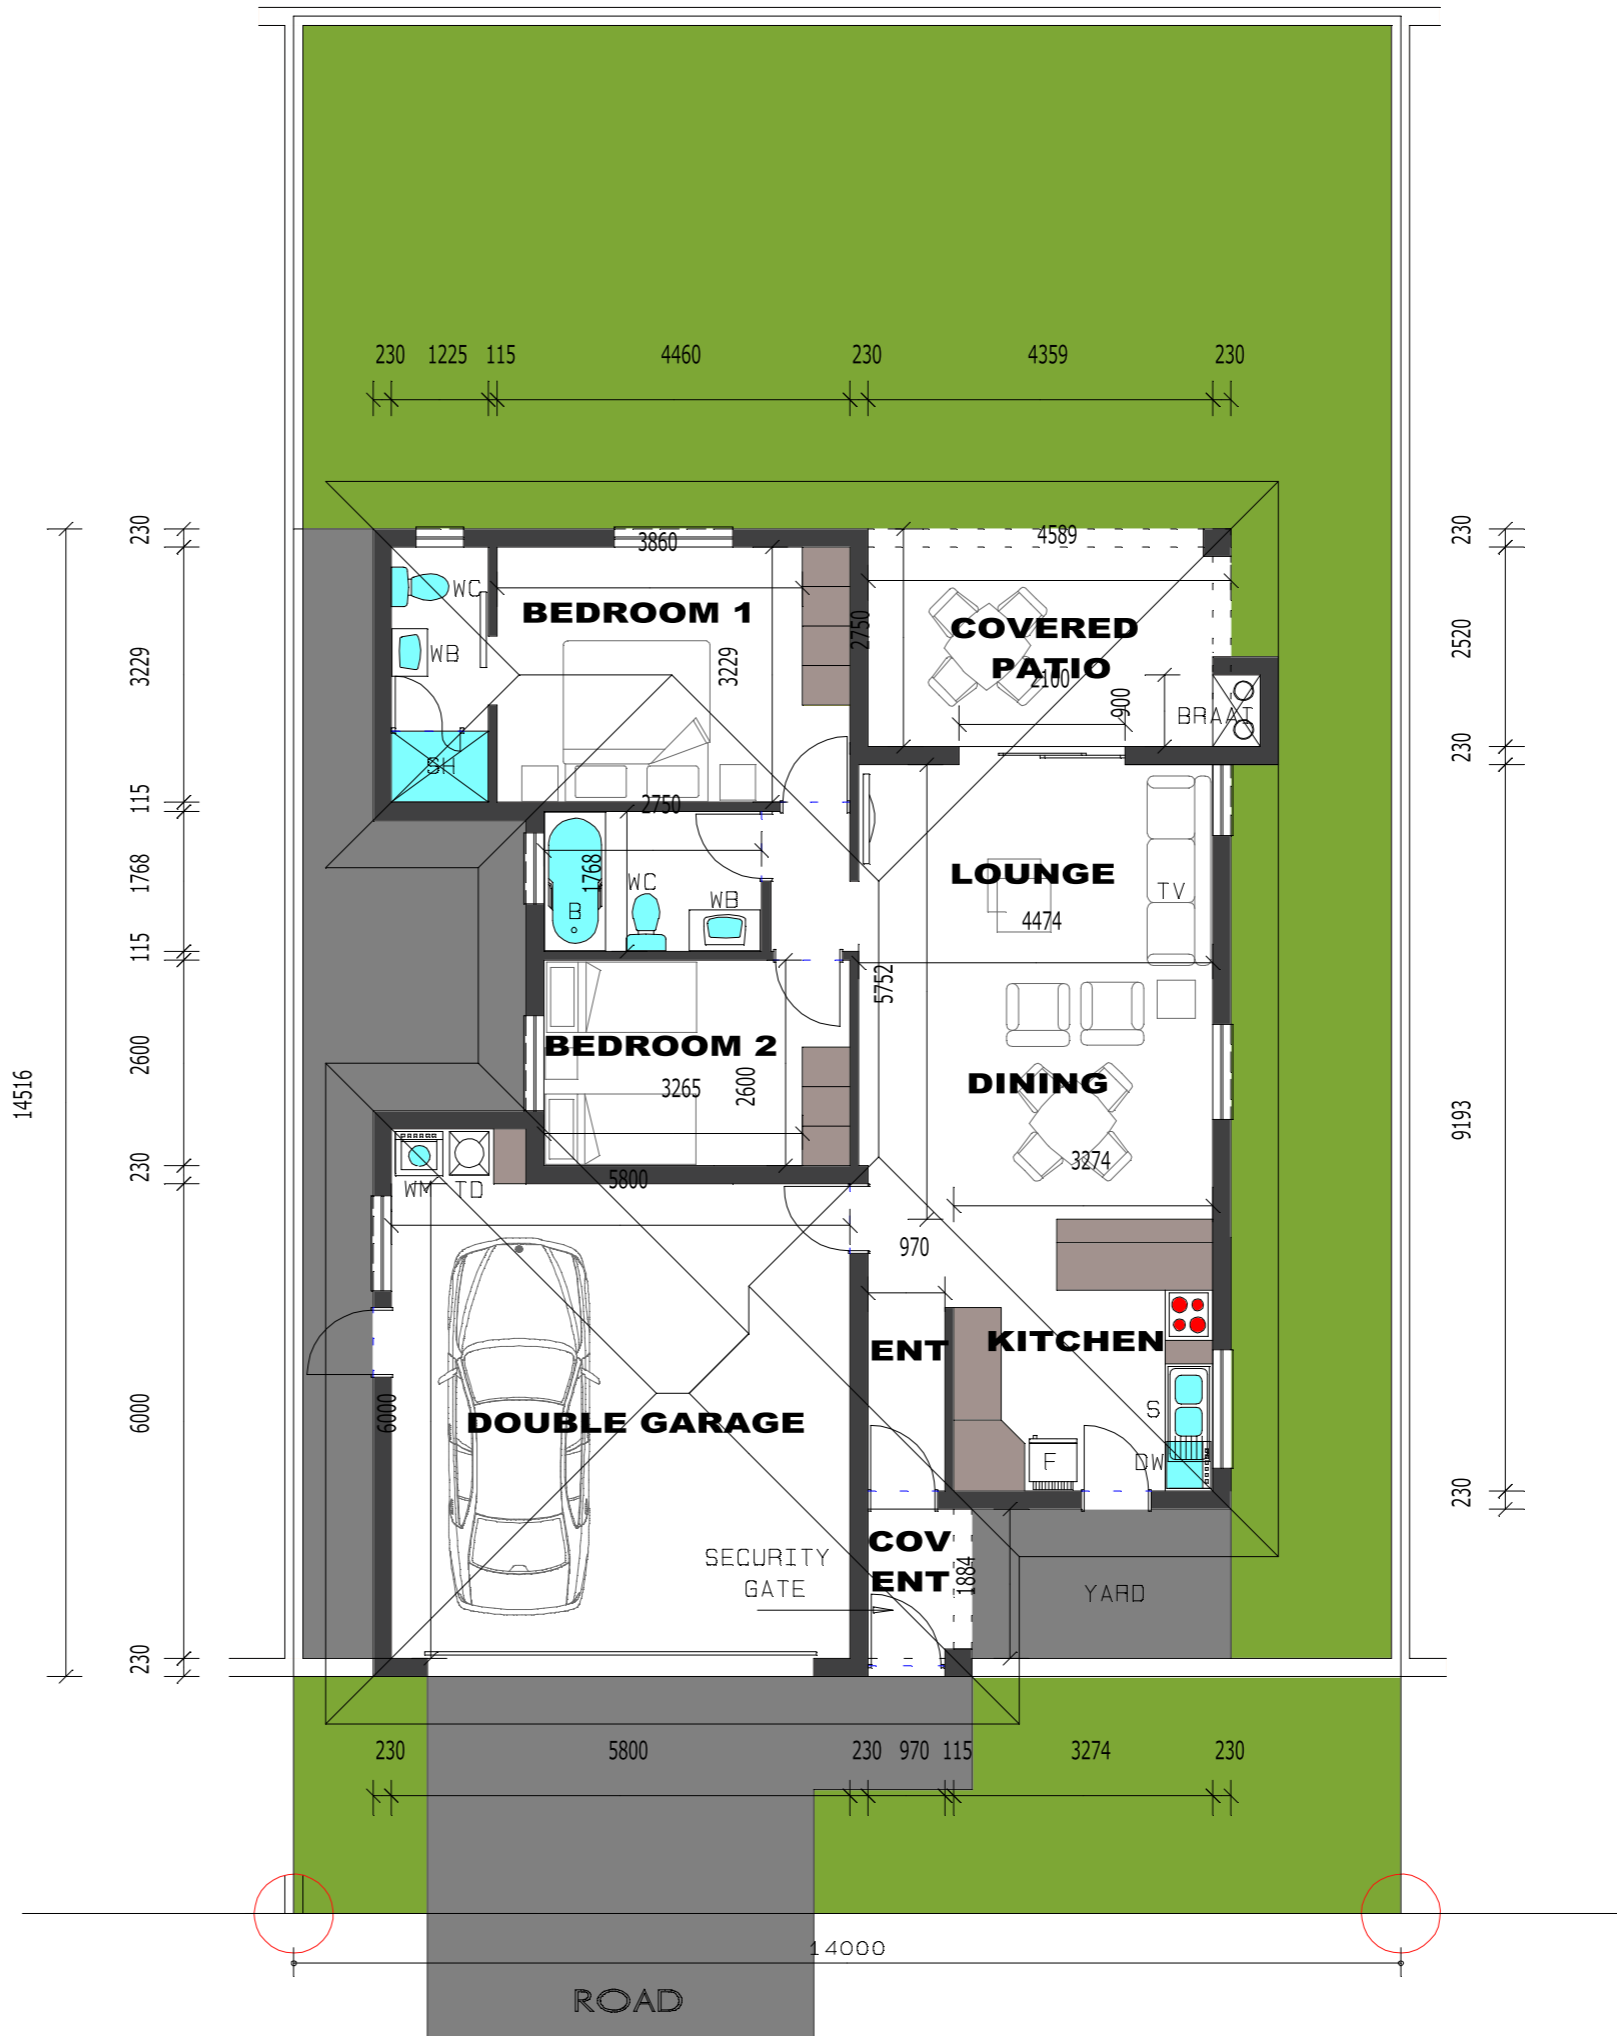 230 1225 115 4460 230 4359 230
230
3229
115
1768
115
2600
230
6000
230
14516
230
2520
230
9193
230
3860
4589
WC
BEDROOM 1
2750
COVERED
PATIO
WB
3229
2100
900
BRAAI
SH
2750
1768
WC
WB
B
LOUNGE
TV
4474
5752
BEDROOM 2
3265
2600
DINING
3274
WM TD
5800
970
ENT
KITCHEN
6000
DOUBLE GARAGE
S
F
DW
COV
ENT
1884
SECURITY
GATE
YARD
230 5800 230 970 115 3274 230
14000
ROAD